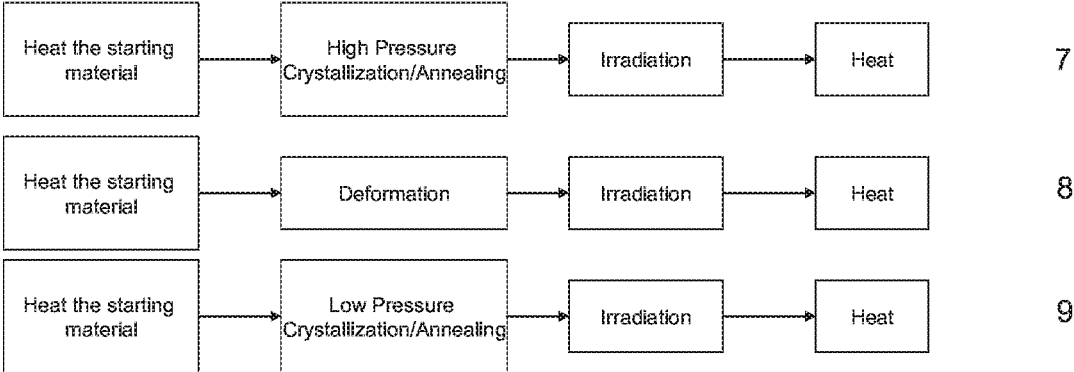 Heat the starting
material
High Pressure
Crystallization/Annealing
Irradiation
Heat
7
Heat the starting
material
Deformation
Irradiation
Heat
8
Heat the starting
material
Low Pressure
Crystallization/Annealing
Irradiation
Heat
9